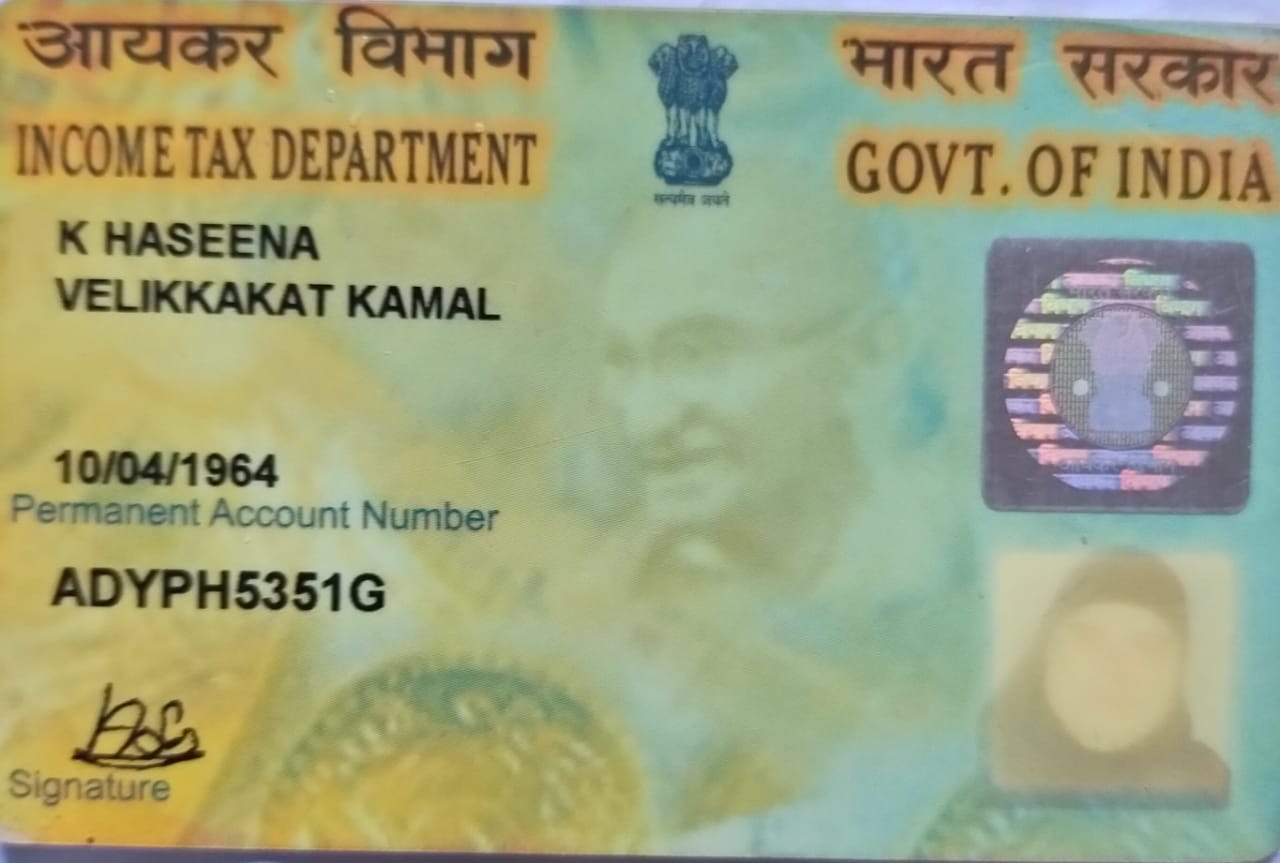 आयकर विभाग
INCOME TAX DEPARTMENT
भारत सरकार
GOVT. OF INDIA
सत्यमेव जयते
K HASEENA
VELIKKAKAT KAMAL
10/04/1964
Permanent Account Number
ADYPH5351G
Signature